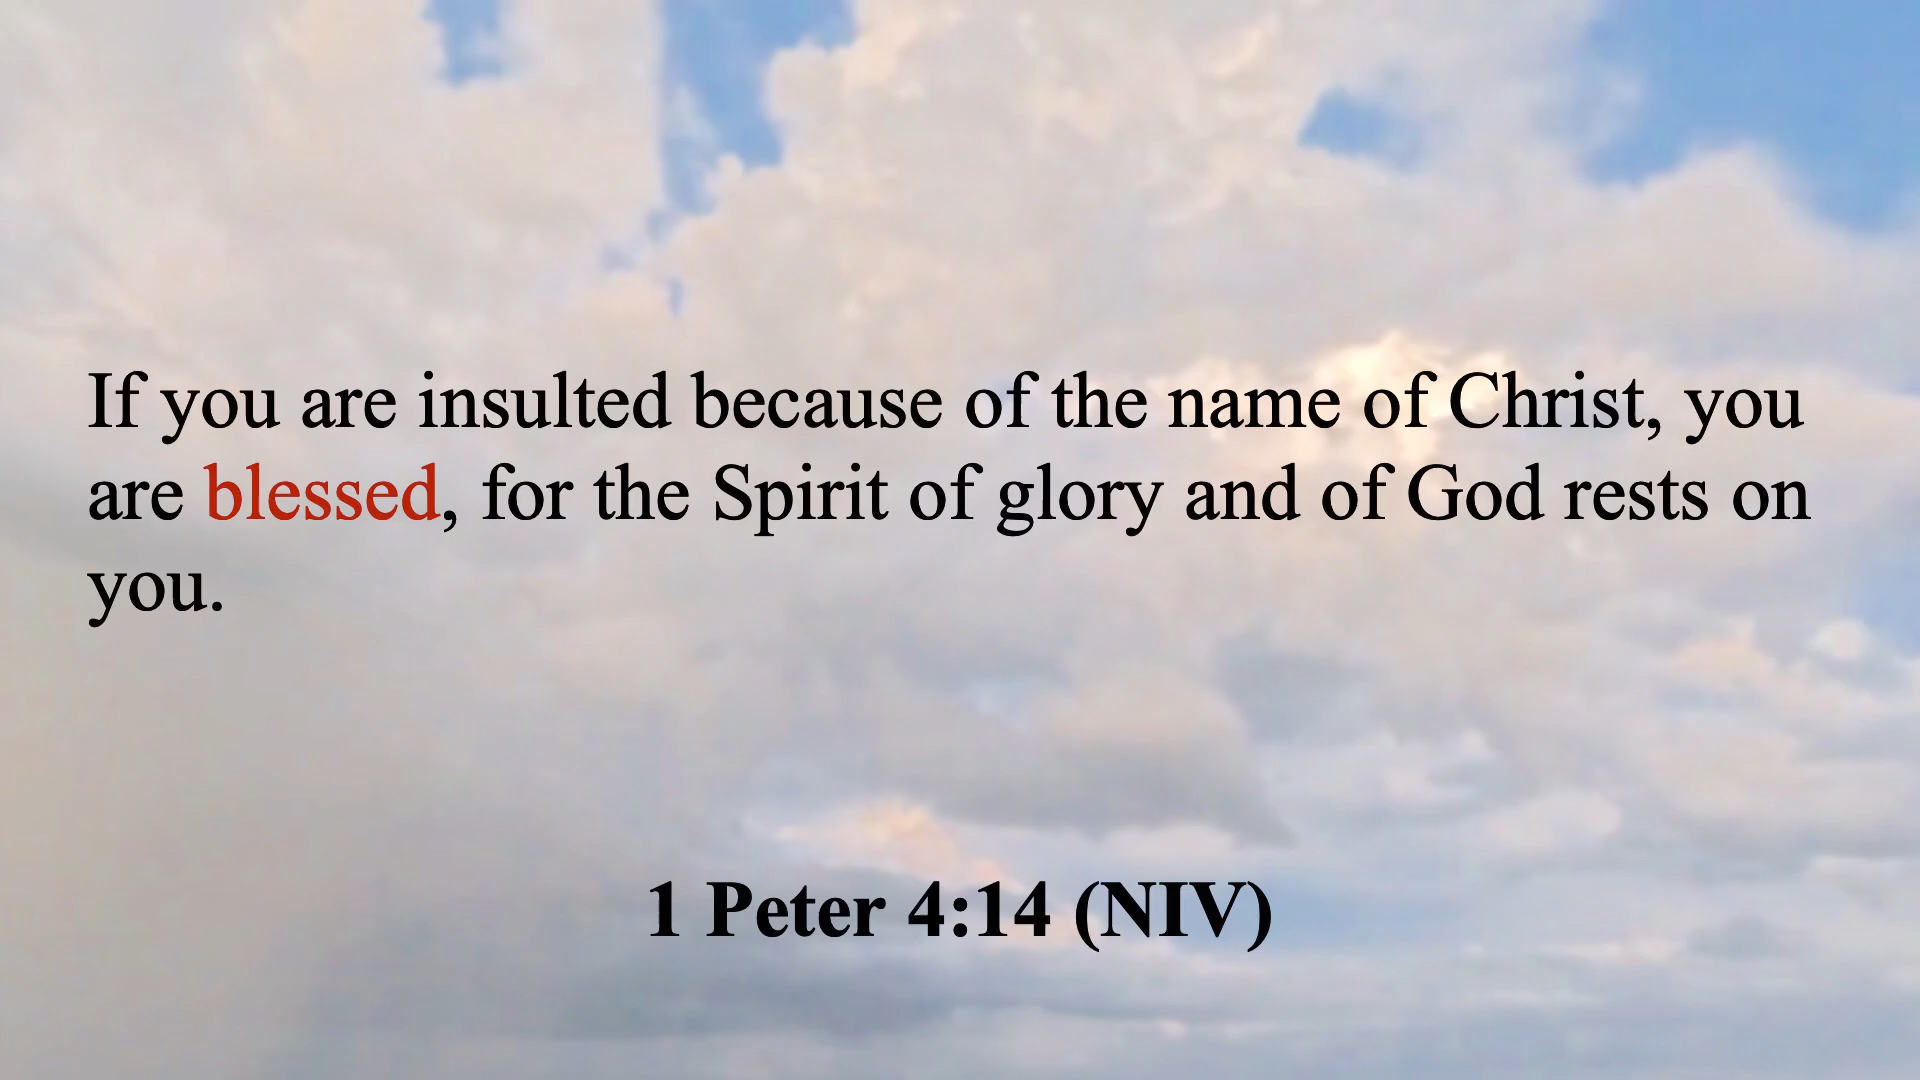 If you are insulted because of the name of Christ, you
are blessed, for the Spirit of glory and of God rests on
you.
1 Peter 4:14 (NIV)